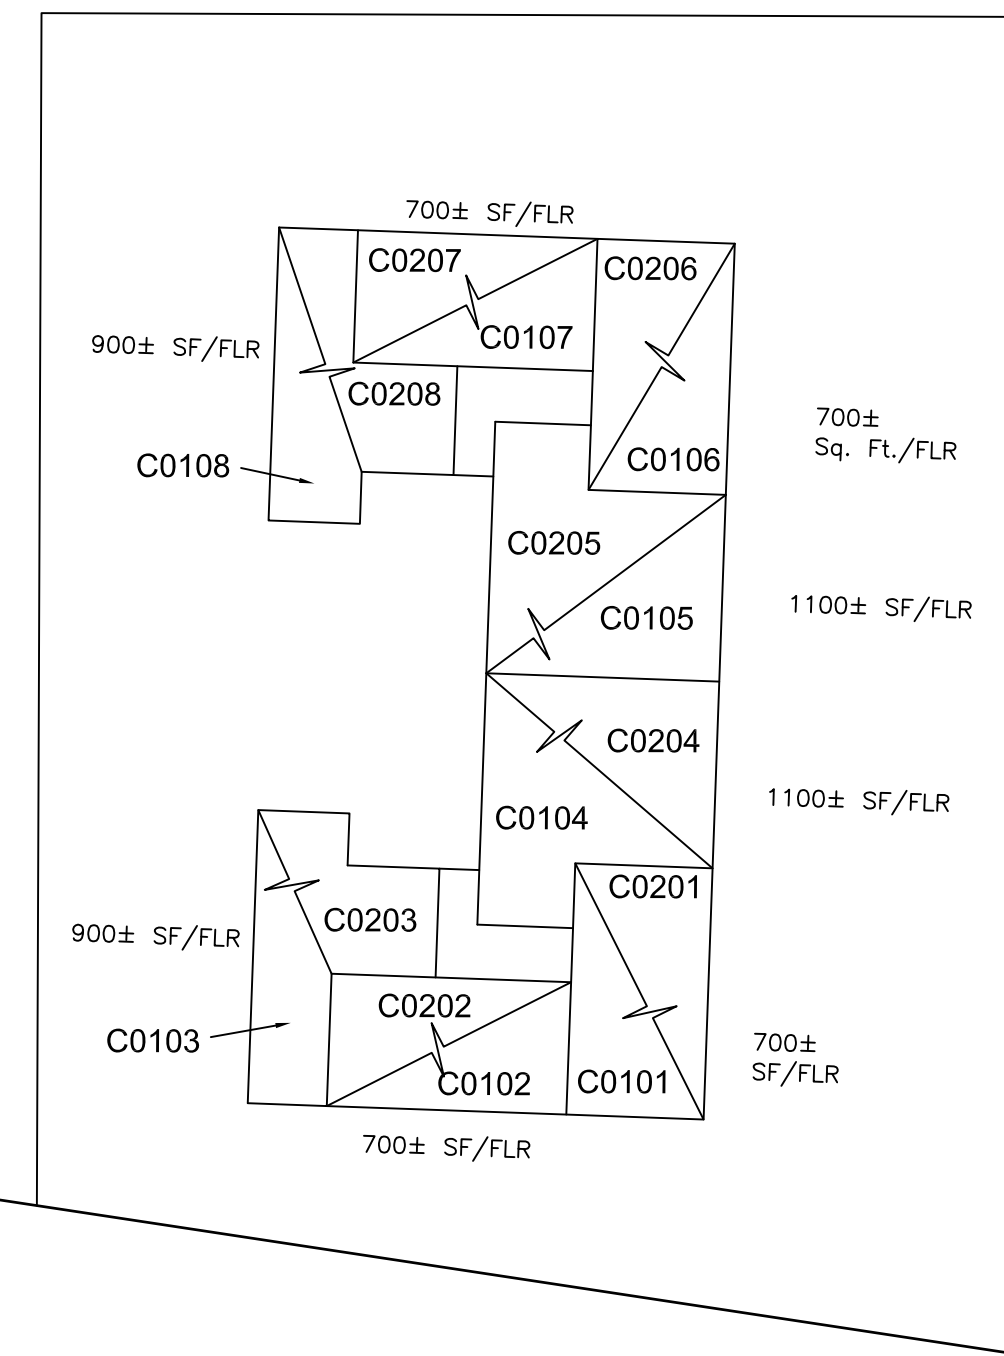 700± SF/FLR
C0207
C0206
C0107
900± SF/FLR
C0208
700±
Sq. Ft./FLR
C0106
C0108
C0205
1100± SF/FLR
C0105
C0204
1100± SF/FLR
C0104
C0201
C0203
900± SF/FLR
C0202
C0103
700±
SF/FLR
C0102
C0101
700± SF/FLR